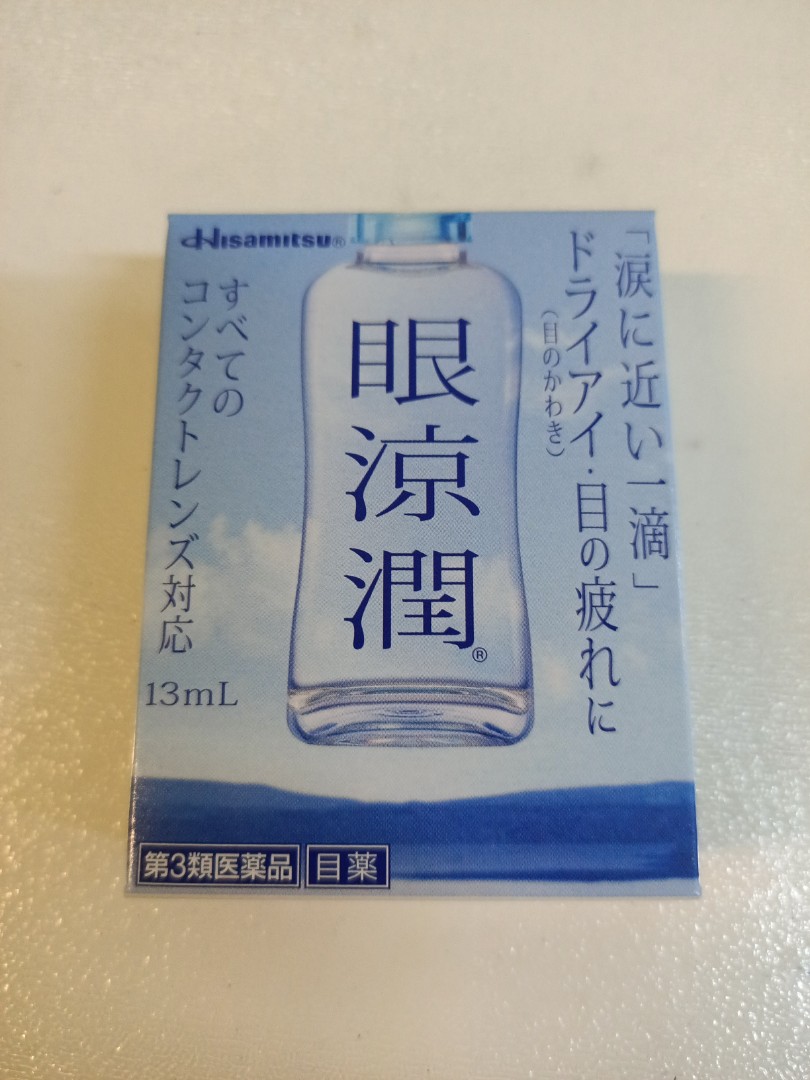 Hisamitsu®
「涙に近い一滴」
ドライアイ・目の疲れに
(目のかわき)
眼涼潤®
すべての
コンタクトレンズ対応
13mL
第3類医薬品
目薬